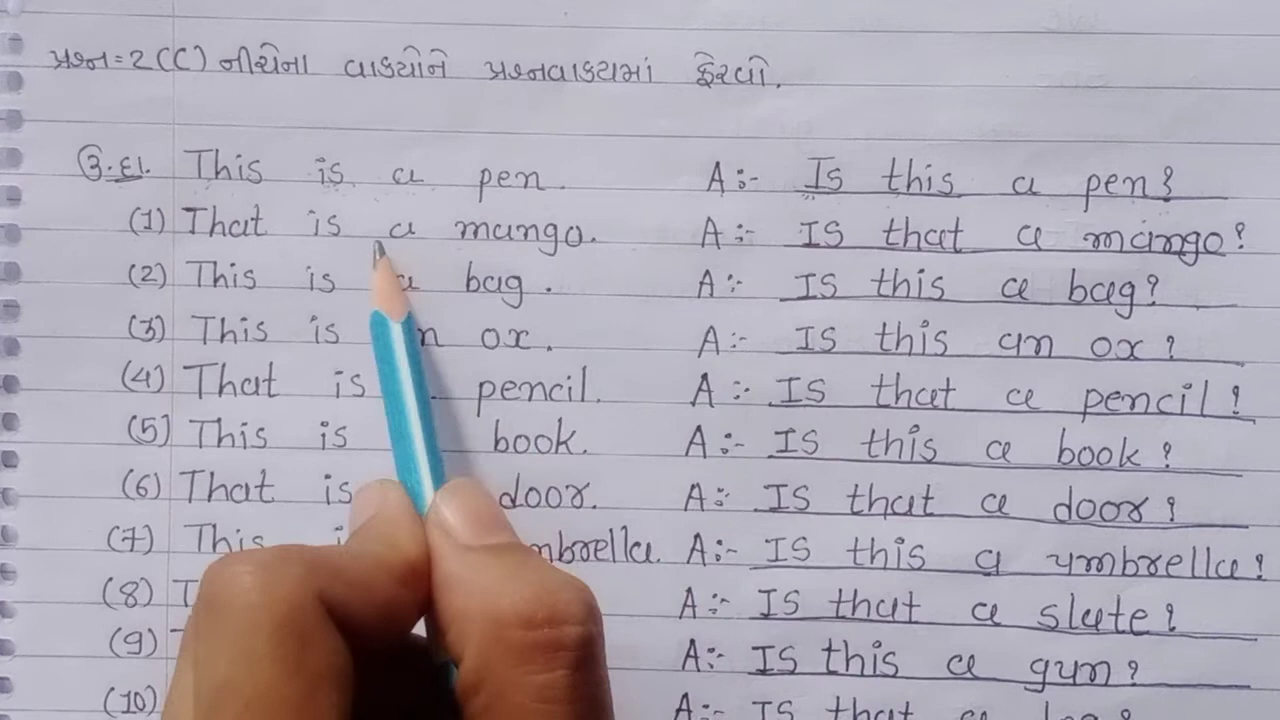 પ્રશ્ન=2 (C) નીચેના વાકયોને પ્રશ્નવાકયમાં ફેરવો.
ઉ.દા. This is a pen. A:- Is this a pen?
(1) That is a mango. A:- IS that a mango?
(2) This is a bag. A:- IS this a bag?
(3) This is n ox. A:- IS this an ox?
(4) That is pencil. A:- IS that a pencil?
(5) This is book. A:- IS this a book?
(6) That is door. A:- IS that a door?
(7) This mbrella. A:- IS this a umbrella?
(8) T A:- IS that a slate?
(9) A:- IS this a gun?
(10) A:- IS that a